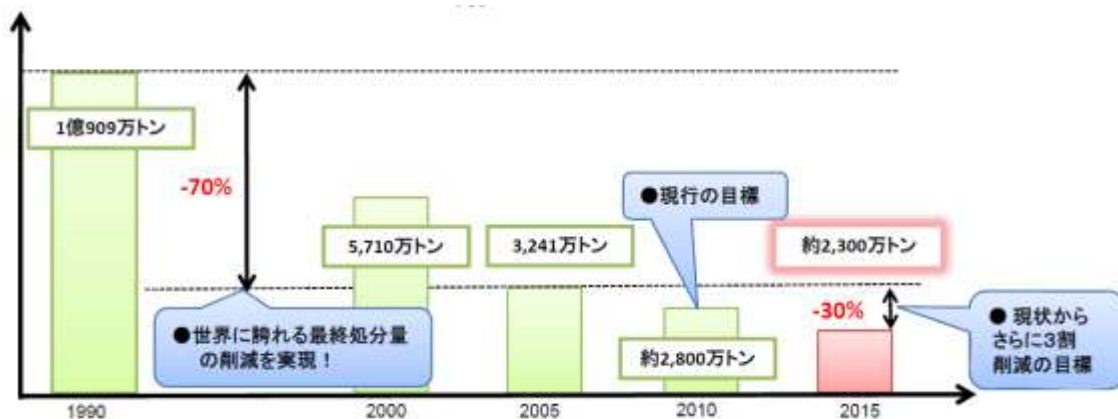 1億909万トン
-70%
●現行の目標
5,710万トン
3,241万トン
約2,300万トン
-30%
●世界に誇れる最終処分量
の削減を実現！
約2,800万トン
● 現状から
さらに3割
削減の目標
1990
2000
2005
2010
2015